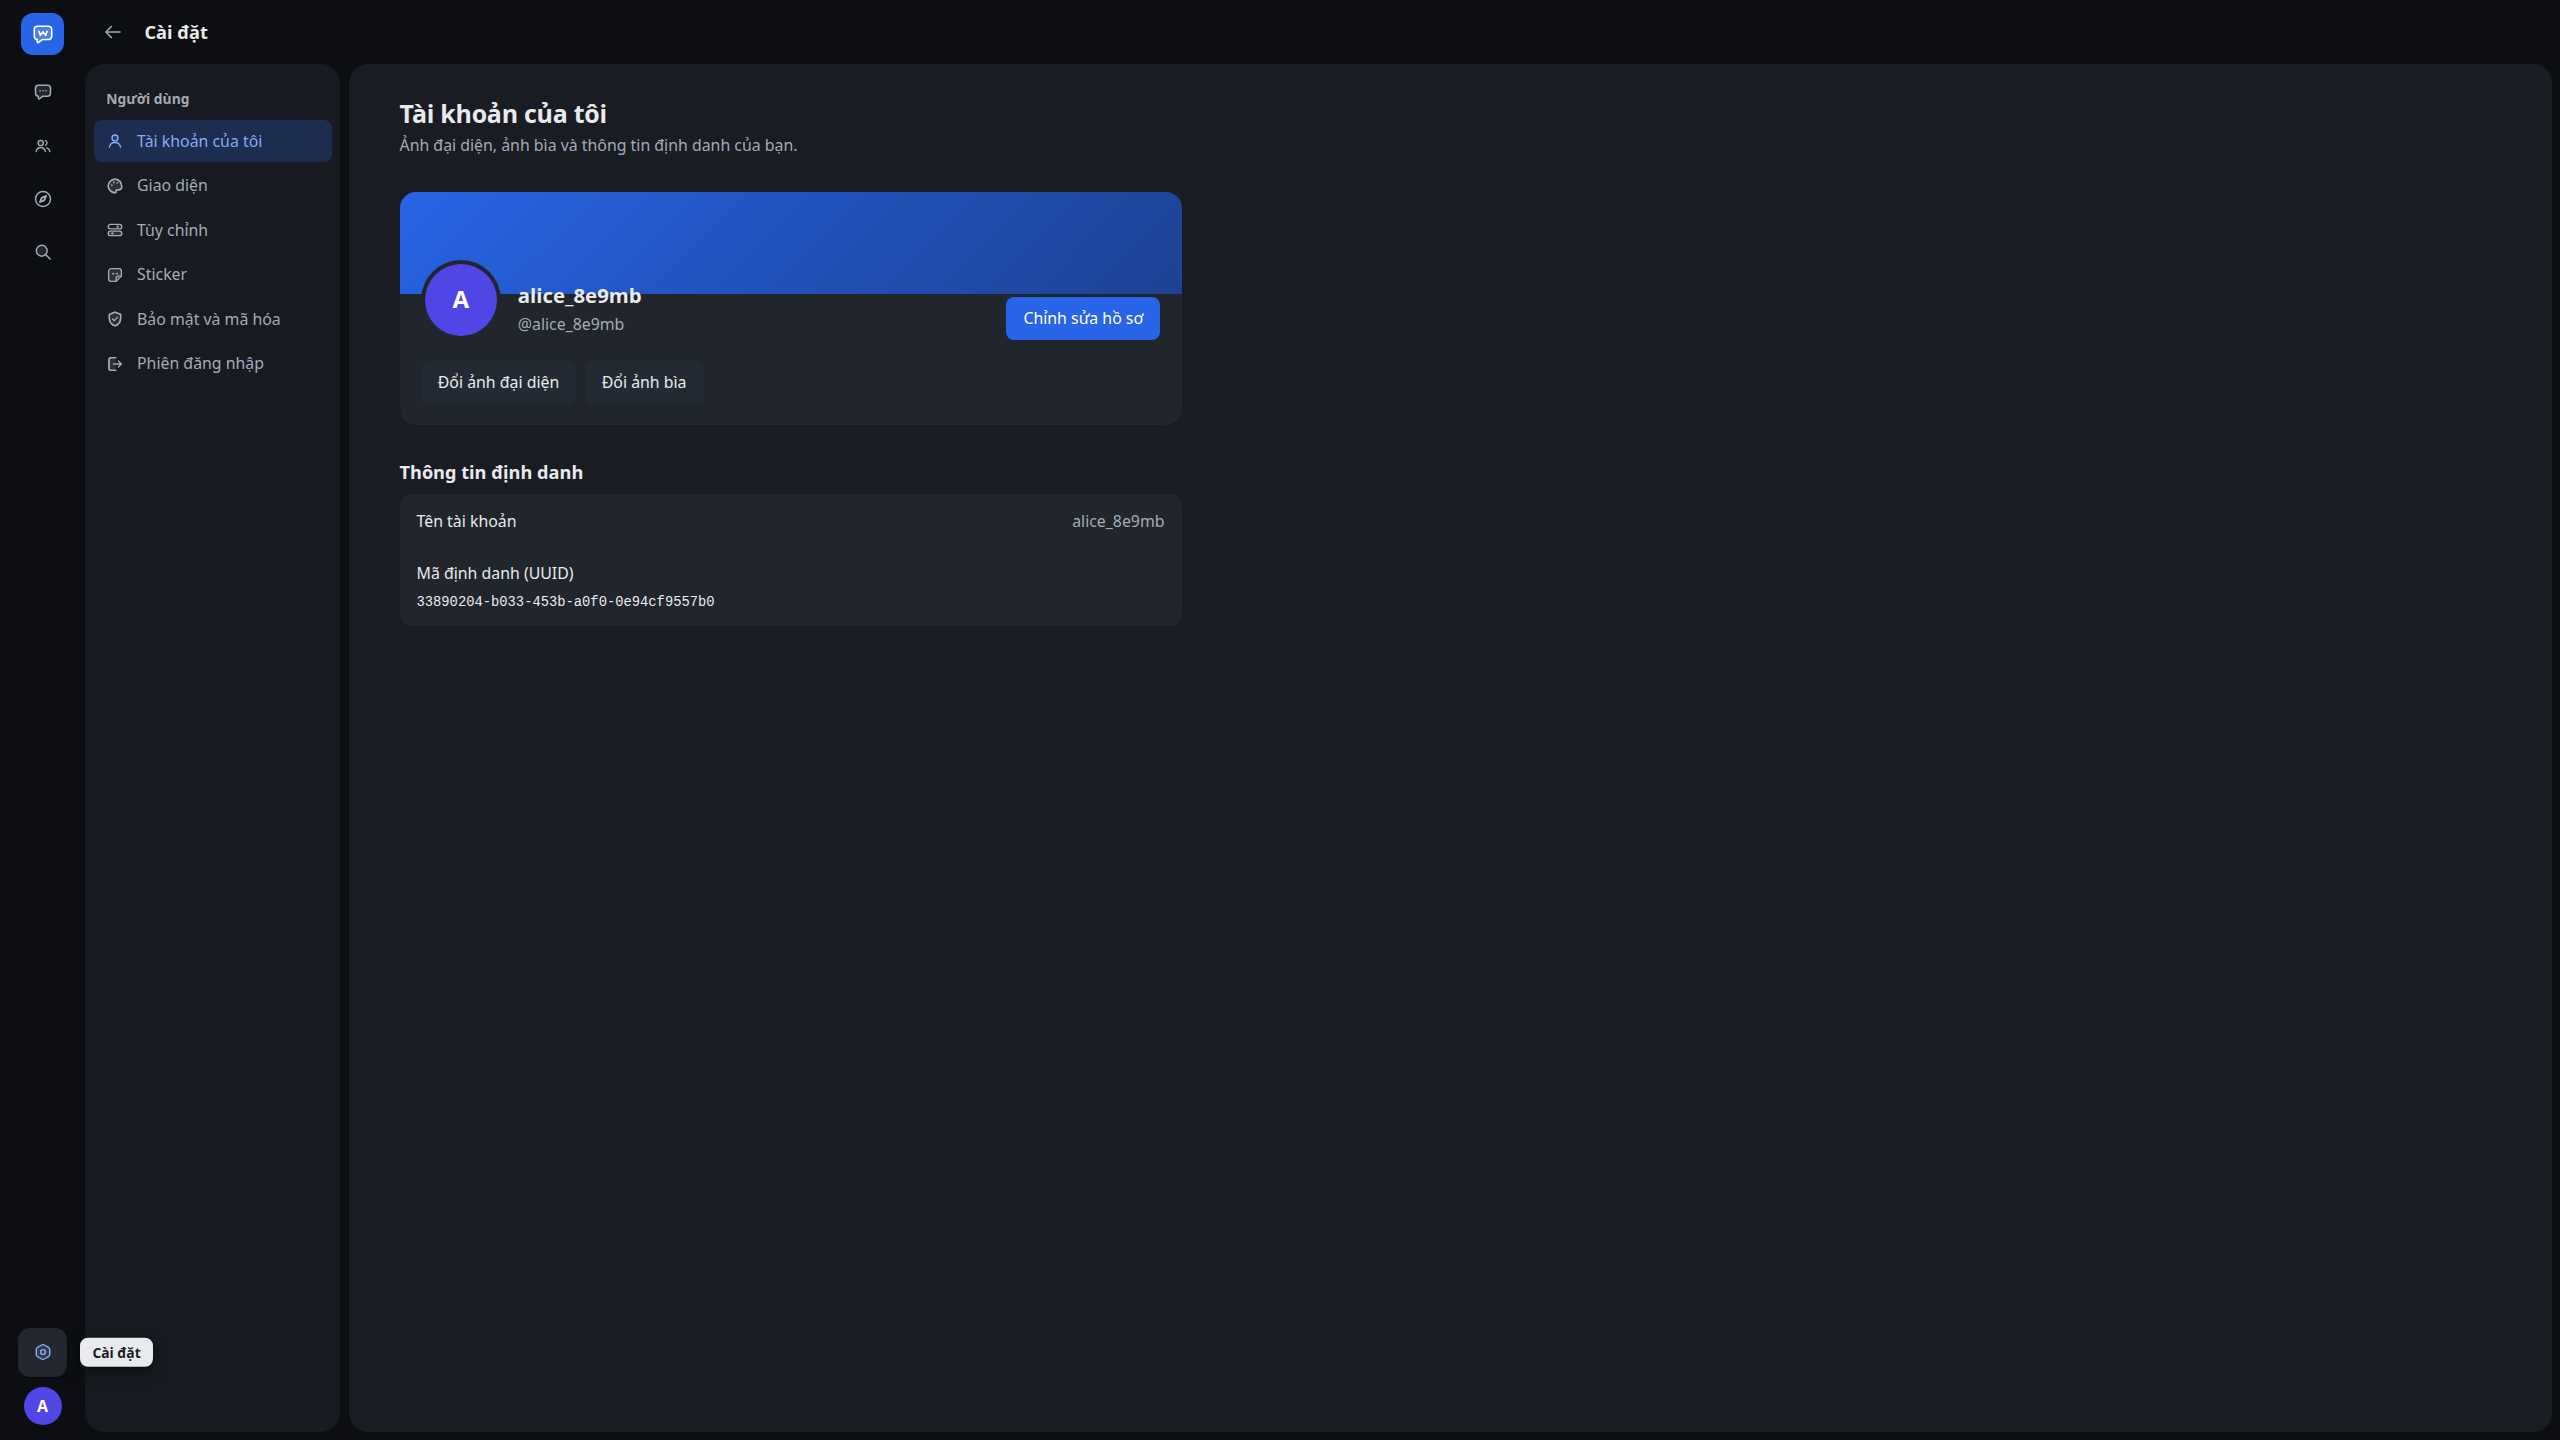 Cài đặt
Người dùng
Tài khoản của tôi
Giao diện
Tùy chỉnh
Sticker
Bảo mật và mã hóa
Phiên đăng nhập
Tài khoản của tôi
Ảnh đại diện, ảnh bìa và thông tin định danh của bạn.
A
alice_8e9mb
@alice_8e9mb
Chỉnh sửa hồ sơ
Đổi ảnh đại diện
Đổi ảnh bìa
Thông tin định danh
Tên tài khoản
alice_8e9mb
Mã định danh (UUID)
33890204-b033-453b-a0f0-0e94cf9557b0
Cài đặt
A